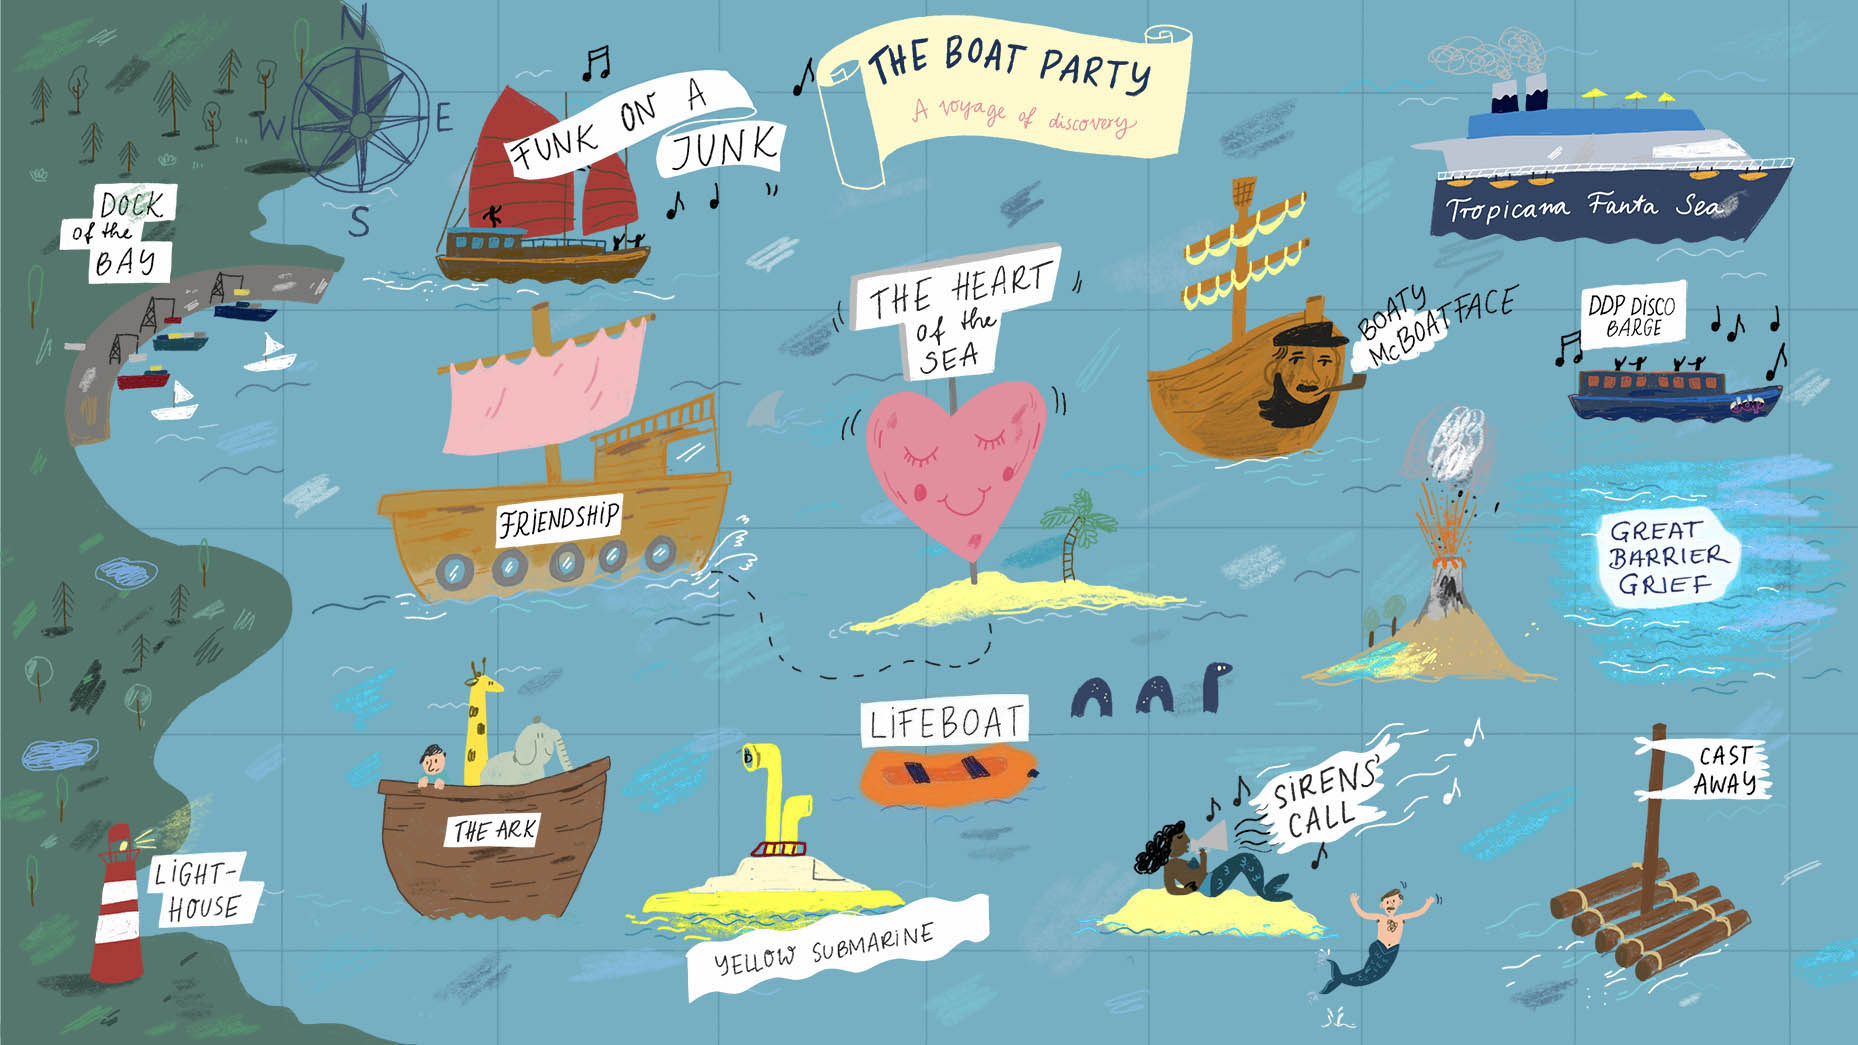 N
W
E
S
THE BOAT PARTY
A voyage of discovery
FUNK ON A
JUNK
Tropicana Fanta Sea
DOCK
of the
BAY
THE HEART
of the
SEA
BOATY
McBOATFACE
DDP DISCO
BARGE
FRIENDSHIP
GREAT
BARRIER
GRIEF
LIFEBOAT
THE ARK
SIRENS'
CALL
CAST
AWAY
LIGHT-
HOUSE
YELLOW SUBMARINE